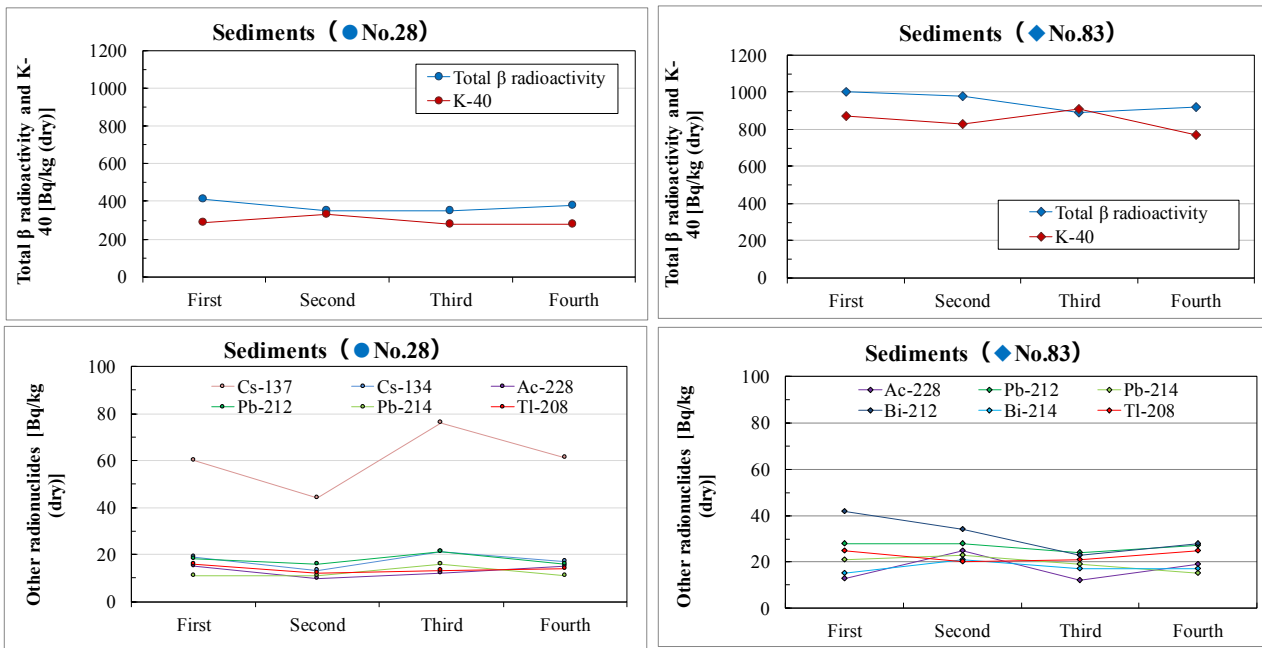 Sediments（●No.28）
Total β radioactivity and K-
40 [Bq/kg (dry)]
1200
1000
800
600
400
200
0
Total β radioactivity
K-40
First Second Third Fourth
Sediments（◆No.83）
Total β radioactivity and K-
40 [Bq/kg (dry)]
1200
1000
800
600
400
200
0
Total β radioactivity
K-40
First Second Third Fourth
Sediments（●No.28）
Other radionuclides [Bq/kg
(dry)]
100
80
60
40
20
0
Cs-137 Cs-134 Ac-228
Pb-212 Pb-214 Tl-208
First Second Third Fourth
Sediments（◆No.83）
Other radionuclides [Bq/kg
(dry)]
100
80
60
40
20
0
Ac-228 Pb-212 Pb-214
Bi-212 Bi-214 Tl-208
First Second Third Fourth